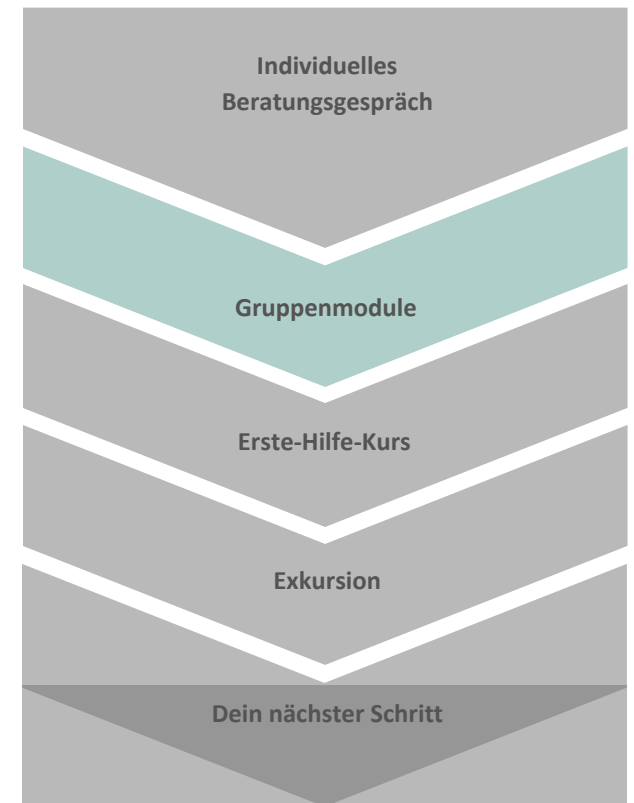 Individuelles
Beratungsgespräch
Gruppenmodule
Erste-Hilfe-Kurs
Exkursion
Dein nächster Schritt